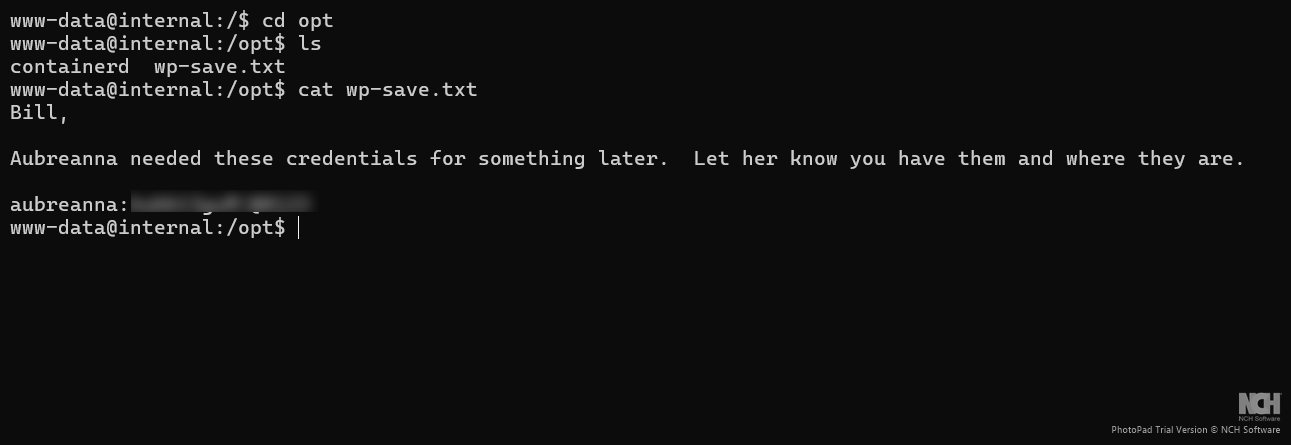 www-data@internal:/$ cd opt
www-data@internal:/opt$ ls
containerd  wp-save.txt
www-data@internal:/opt$ cat wp-save.txt
Bill,
Aubreanna needed these credentials for something later.  Let her know you have them and where they are.
aubreanna:
www-data@internal:/opt$
NCH
NCH Software
PhotoPad Trial Version © NCH Software